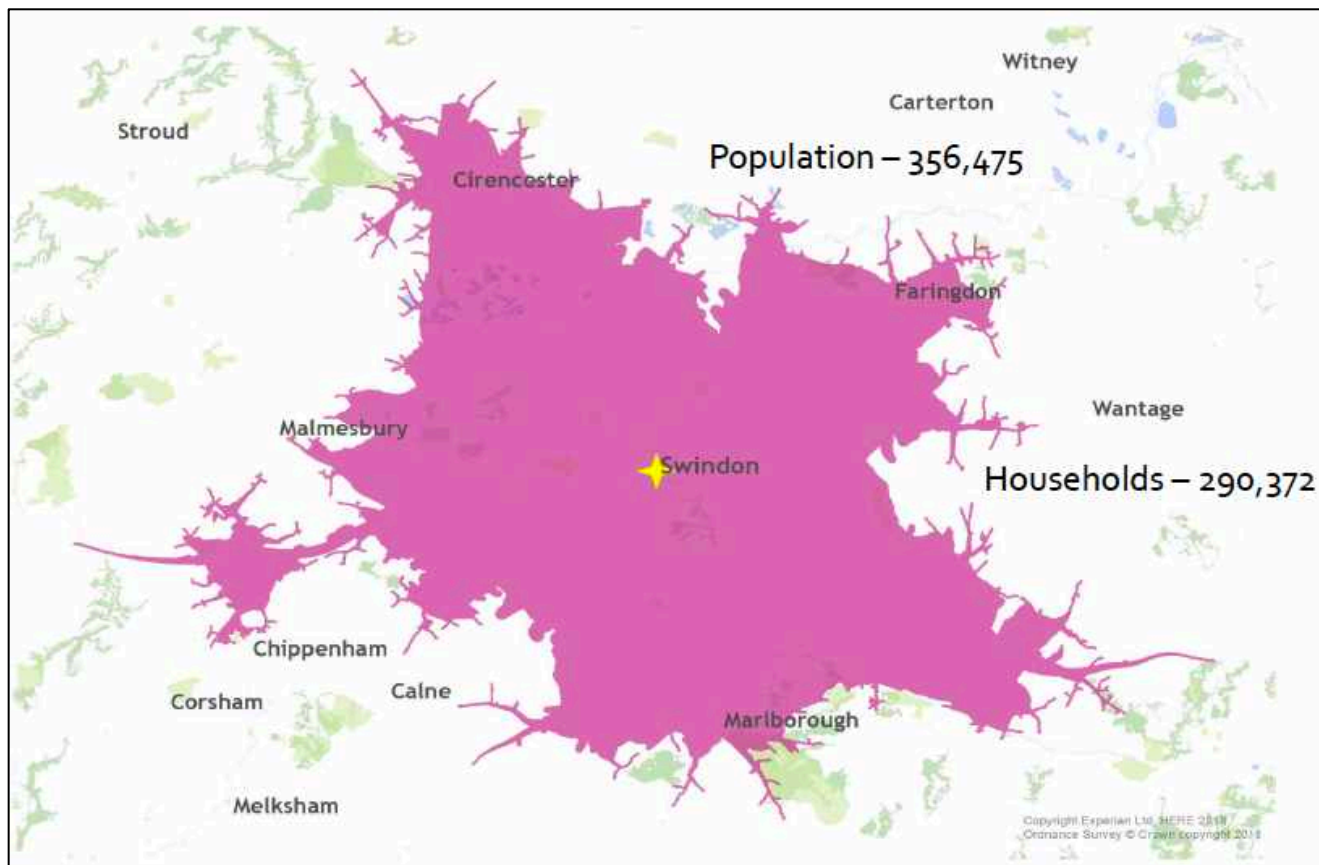 Witney
Carterton
Stroud
Population – 356,475
Cirencester
Faringdon
Wantage
Malmesbury
Swindon
Households – 290,372
Chippenham
Calne
Corsham
Marlborough
Melksham
Copyright Experian Ltd, HERE 2018
Ordnance Survey © Crown copyright 2018